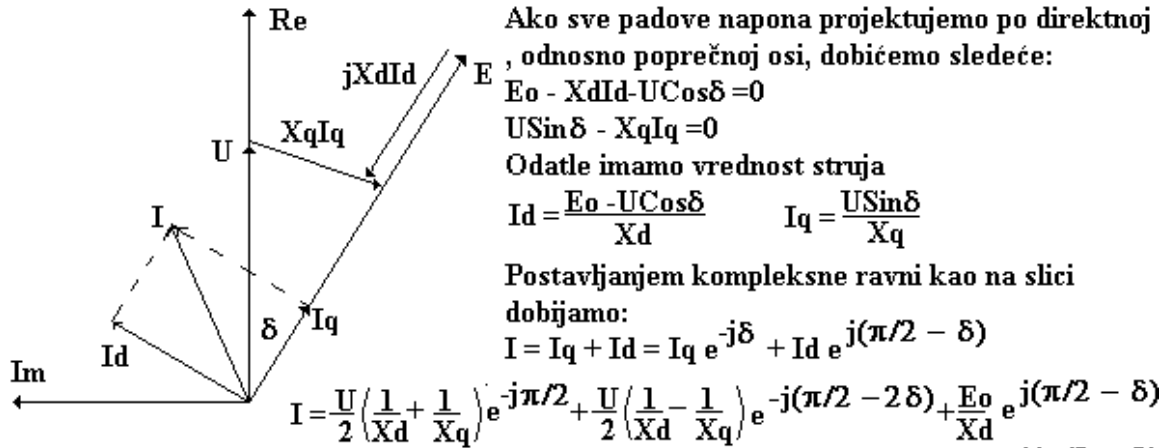 Re
jXdId
E
XqIq
U
I
Iq
δ
Id
Im
Ako sve padove napona projektujemo po direktnoj
, odnosno poprečnoj osi, dobićemo sledeće:
Eo - XdId-UCosδ =0
USinδ - XqIq =0
Odatle imamo vrednost struja
Id = (Eo -UCosδ)/Xd Iq = USinδ/Xq
Postavljanjem kompleksne ravni kao na slici
dobijamo:
I = Iq + Id = Iq e^-jδ + Id e^j(π/2 − δ)
I = U/2 (1/Xd + 1/Xq) e^-jπ/2 + U/2 (1/Xd − 1/Xq) e^-j(π/2 − 2δ) + Eo/Xd e^j(π/2 − δ)